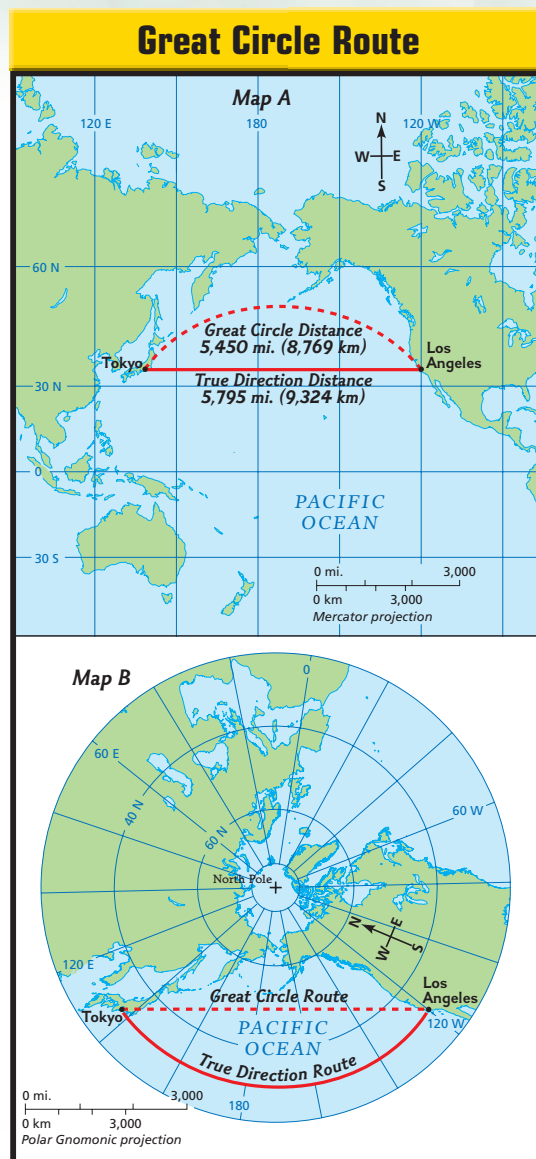 Great Circle Route
Map A
120 E
180
120 W
N
W
E
S
60 N
Great Circle Distance
5,450 mi. (8,769 km)
Tokyo
Los
Angeles
True Direction Distance
5,795 mi. (9,324 km)
30 N
0
PACIFIC
OCEAN
30 S
0 mi.
3,000
0 km
3,000
Mercator projection
Map B
0
60 E
40 N
60 W
60 N
North Pole
N
E
W
S
120 E
Great Circle Route
Los
Angeles
Tokyo
120 W
PACIFIC
OCEAN
True Direction Route
180
0 mi.
3,000
0 km
3,000
Polar Gnomonic projection